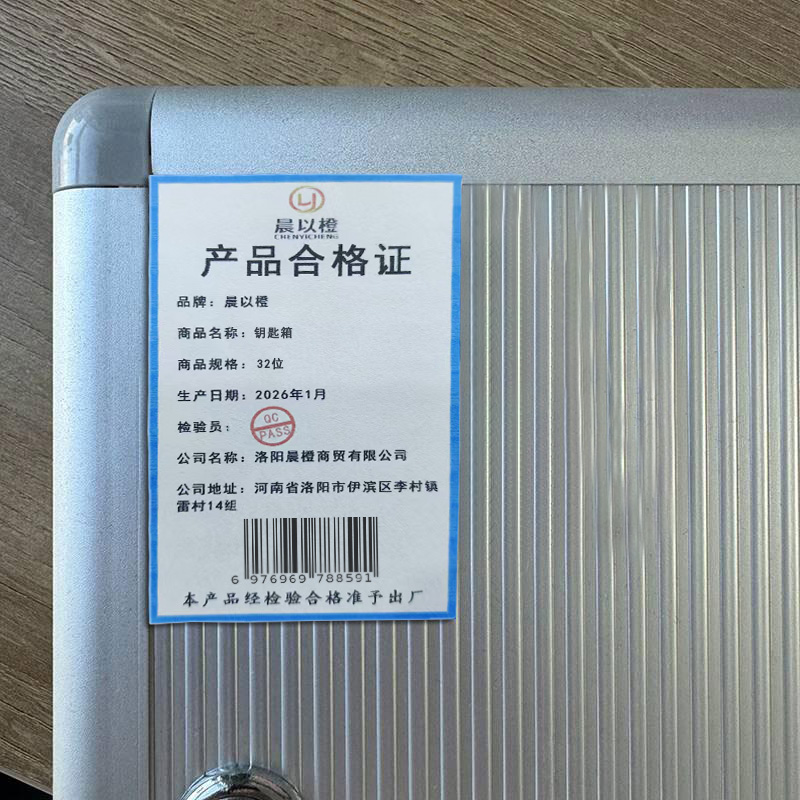 晨以橙
CHENYICHENG
产品合格证
品牌：晨以橙
商品名称：钥匙箱
商品规格：32位
生产日期：2026年1月
检验员：QC PASS
公司名称：洛阳晨橙商贸有限公司
公司地址：河南省洛阳市伊滨区李村镇
雷村14组
6 976969 788591
本产品经检验合格准予出厂